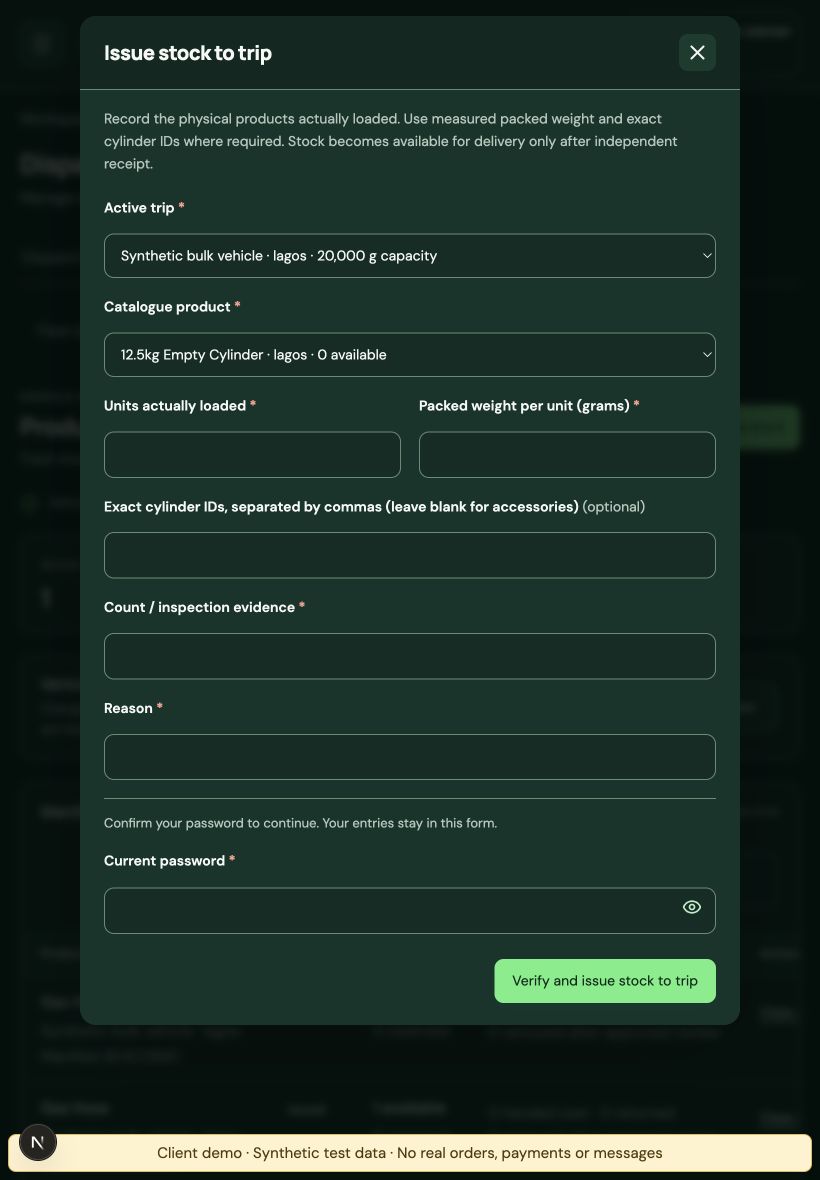 Issue stock to trip
Record the physical products actually loaded. Use measured packed weight and exact
cylinder IDs where required. Stock becomes available for delivery only after independent
receipt.
Active trip *
Synthetic bulk vehicle · lagos · 20,000 g capacity
Catalogue product *
12.5kg Empty Cylinder · lagos · 0 available
Units actually loaded *
Packed weight per unit (grams) *
Exact cylinder IDs, separated by commas (leave blank for accessories) (optional)
Count / inspection evidence *
Reason *
Confirm your password to continue. Your entries stay in this form.
Current password *
Verify and issue stock to trip
N
Client demo · Synthetic test data · No real orders, payments or messages